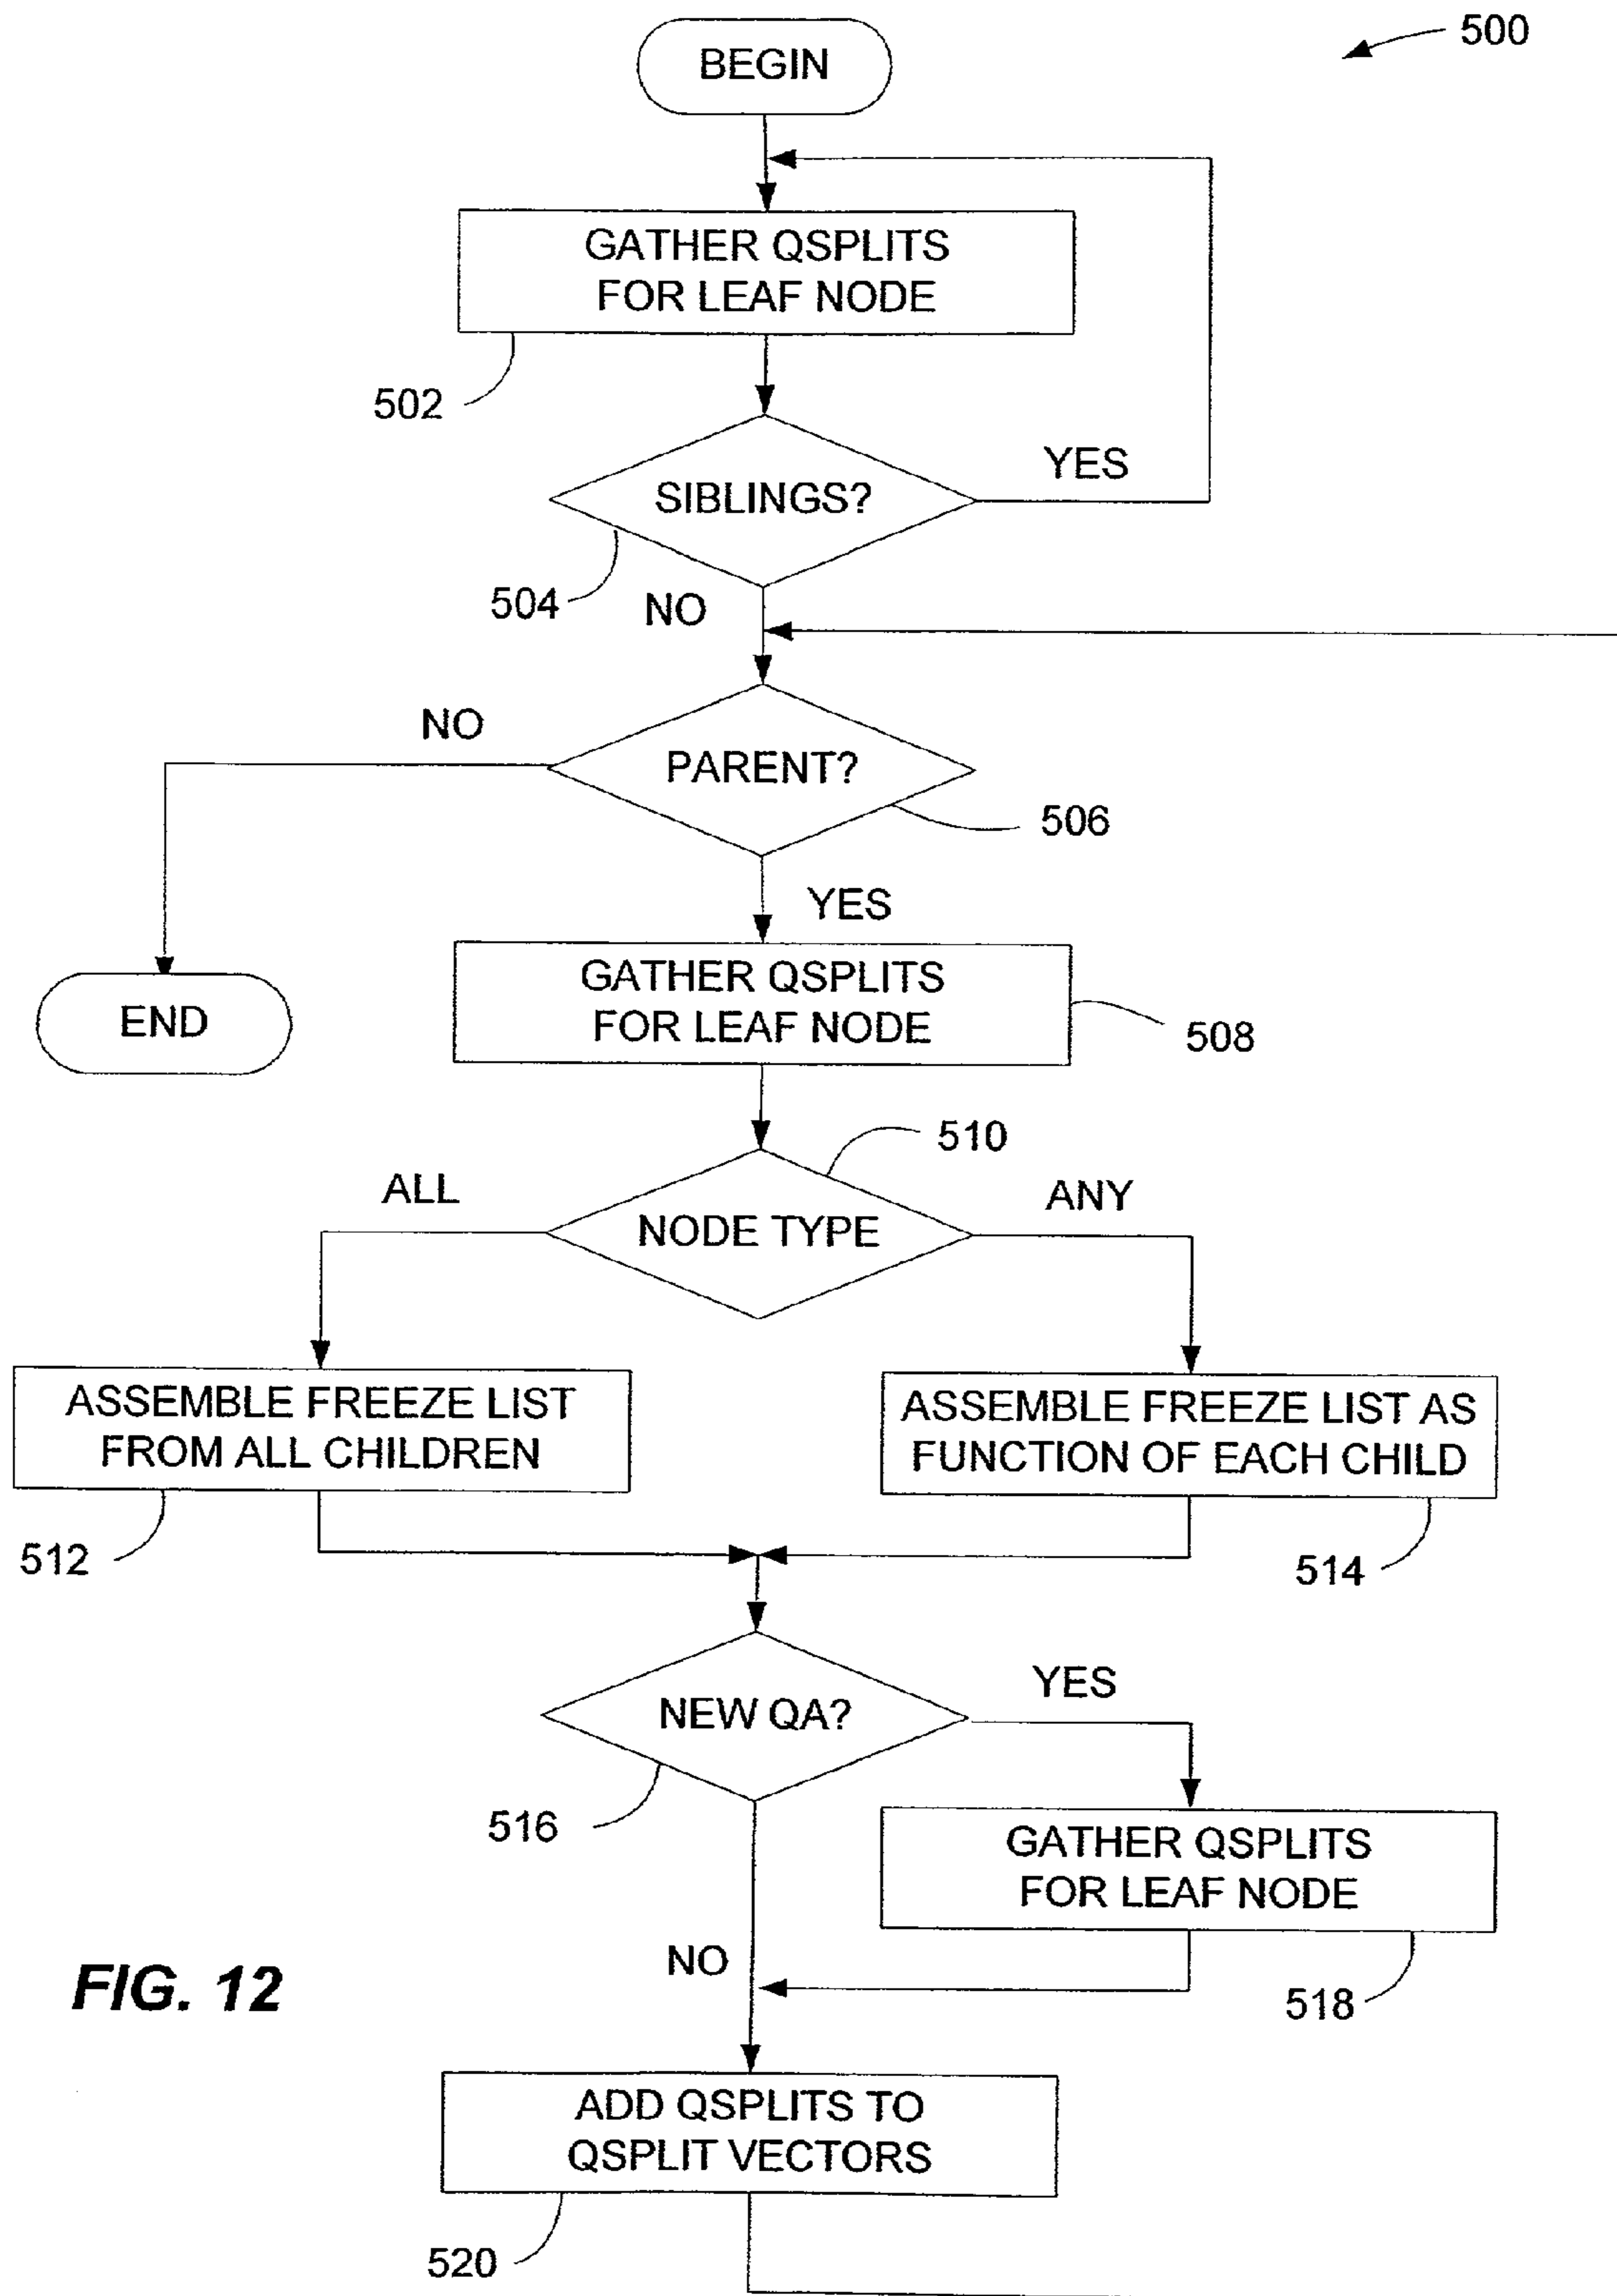 500
BEGIN
GATHER QSPLITS
FOR LEAF NODE
502
YES
SIBLINGS?
504
NO
NO
PARENT?
506
YES
GATHER QSPLITS
FOR LEAF NODE
END
508
510
ALL
ANY
NODE TYPE
ASSEMBLE FREEZE LIST
FROM ALL CHILDREN
ASSEMBLE FREEZE LIST AS
FUNCTION OF EACH CHILD
512
514
YES
NEW QA?
516
GATHER QSPLITS
FOR LEAF NODE
NO
FIG. 12
518
ADD QSPLITS TO
QSPLIT VECTORS
520